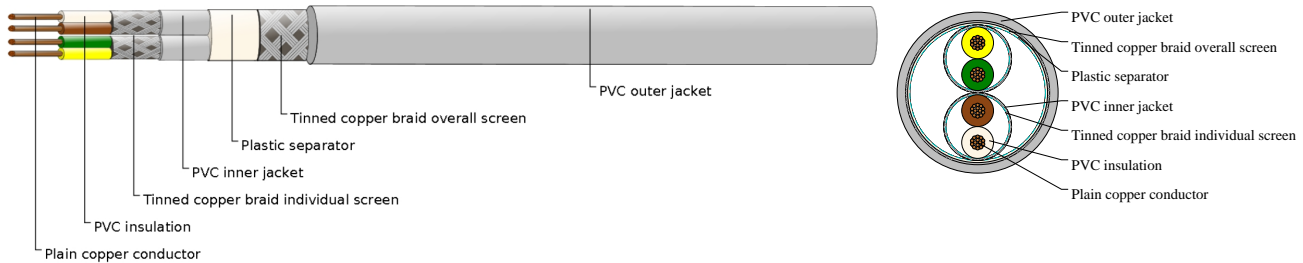 PVC outer jacket
Tinned copper braid overall screen
Plastic separator
PVC inner jacket
Tinned copper braid individual screen
PVC insulation
Plain copper conductor
PVC outer jacket
Tinned copper braid overall screen
Plastic separator
PVC inner jacket
Tinned copper braid individual screen
PVC insulation
Plain copper conductor